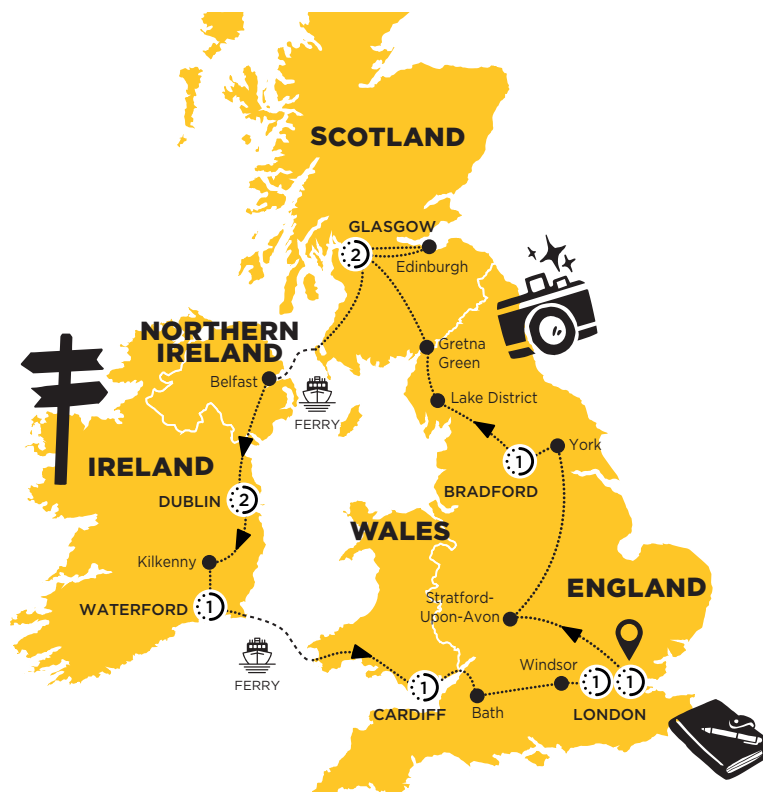 SCOTLAND
GLASGOW
2
Edinburgh
NORTHERN
IRELAND
Gretna
Green
Belfast
Lake District
FERRY
York
IRELAND
1
BRADFORD
DUBLIN
2
WALES
Kilkenny
ENGLAND
Stratford-
Upon-Avon
WATERFORD
1
Windsor
FERRY
1
1
1
CARDIFF
Bath
LONDON